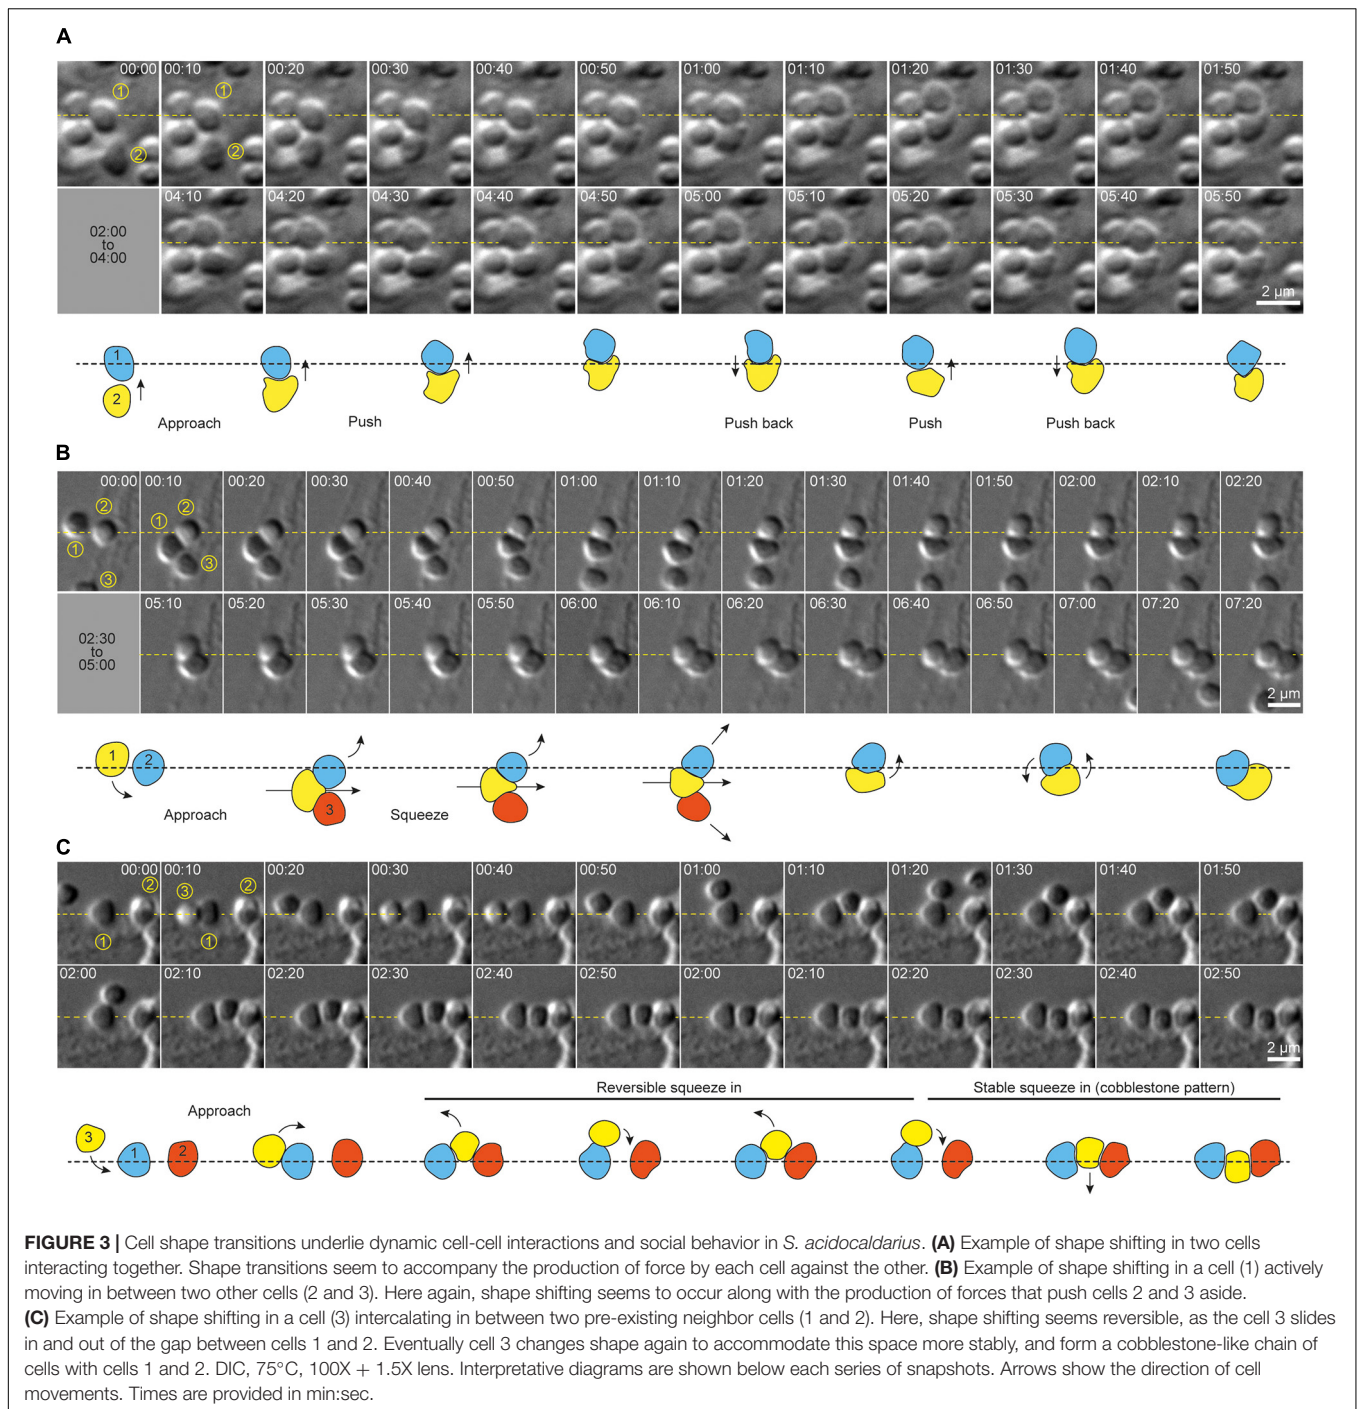 A
00:00 00:10 00:20 00:30 00:40 00:50 01:00 01:10 01:20 01:30 01:40 01:50
1 1
2 2
04:10 04:20 04:30 04:40 04:50 05:00 05:10 05:20 05:30 05:40 05:50
02:00
to
04:00
2 µm
1
2
Approach Push Push back Push Push back
B
00:00 00:10 00:20 00:30 00:40 00:50 01:00 01:10 01:20 01:30 01:40 01:50 02:00 02:10 02:20
2 2
1 1
3 3
05:10 05:20 05:30 05:40 05:50 06:00 06:10 06:20 06:30 06:40 06:50 07:00 07:20 07:20
02:30
to
05:00
2 µm
1 2
3
Approach Squeeze
C
00:00 00:10 00:20 00:30 00:40 00:50 01:00 01:10 01:20 01:30 01:40 01:50
2 3 2
1 1
02:00 02:10 02:20 02:30 02:40 02:50 02:00 02:10 02:20 02:30 02:40 02:50
2 µm
Reversible squeeze in Stable squeeze in (cobblestone pattern)
Approach
3 1 2
FIGURE 3 | Cell shape transitions underlie dynamic cell-cell interactions and social behavior in S. acidocaldarius. (A) Example of shape shifting in two cells
interacting together. Shape transitions seem to accompany the production of force by each cell against the other. (B) Example of shape shifting in a cell (1) actively
moving in between two other cells (2 and 3). Here again, shape shifting seems to occur along with the production of forces that push cells 2 and 3 aside.
(C) Example of shape shifting in a cell (3) intercalating in between two pre-existing neighbor cells (1 and 2). Here, shape shifting seems reversible, as the cell 3 slides
in and out of the gap between cells 1 and 2. Eventually cell 3 changes shape again to accommodate this space more stably, and form a cobblestone-like chain of
cells with cells 1 and 2. DIC, 75°C, 100X + 1.5X lens. Interpretative diagrams are shown below each series of snapshots. Arrows show the direction of cell
movements. Times are provided in min:sec.